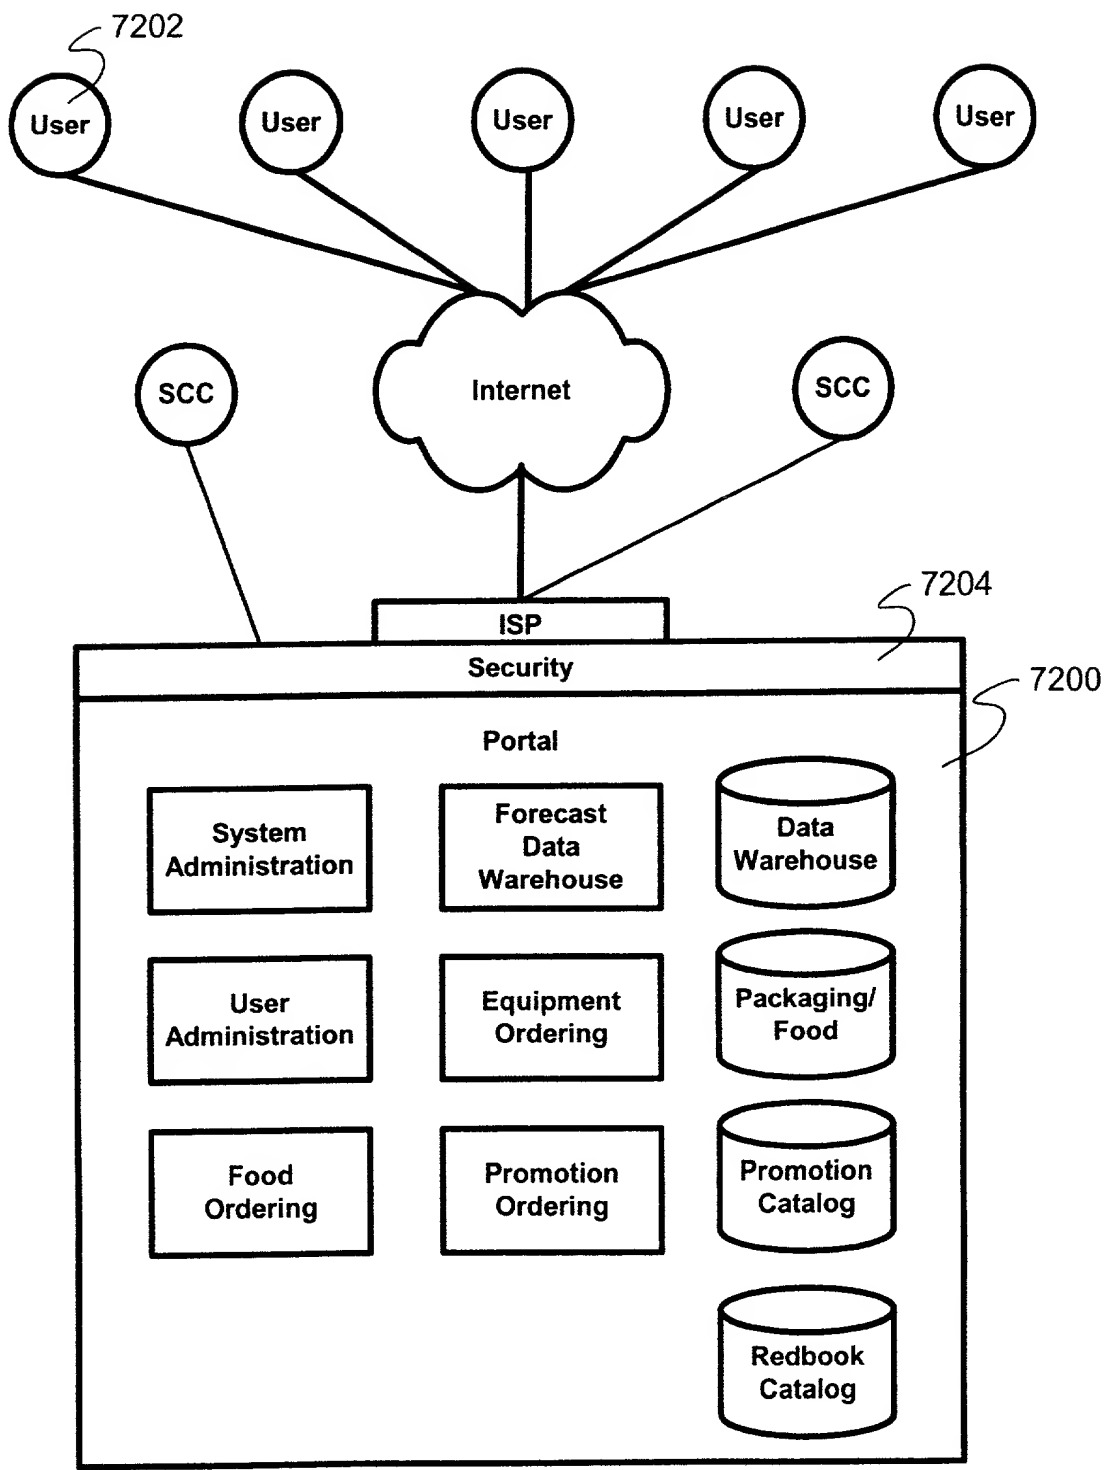 7202
User
User
User
User
User
SCC
Internet
SCC
7204
ISP
Security
7200
Portal
System
Administration
Forecast
Data
Warehouse
Data
Warehouse
User
Administration
Equipment
Ordering
Packaging/
Food
Food
Ordering
Promotion
Ordering
Promotion
Catalog
Redbook
Catalog